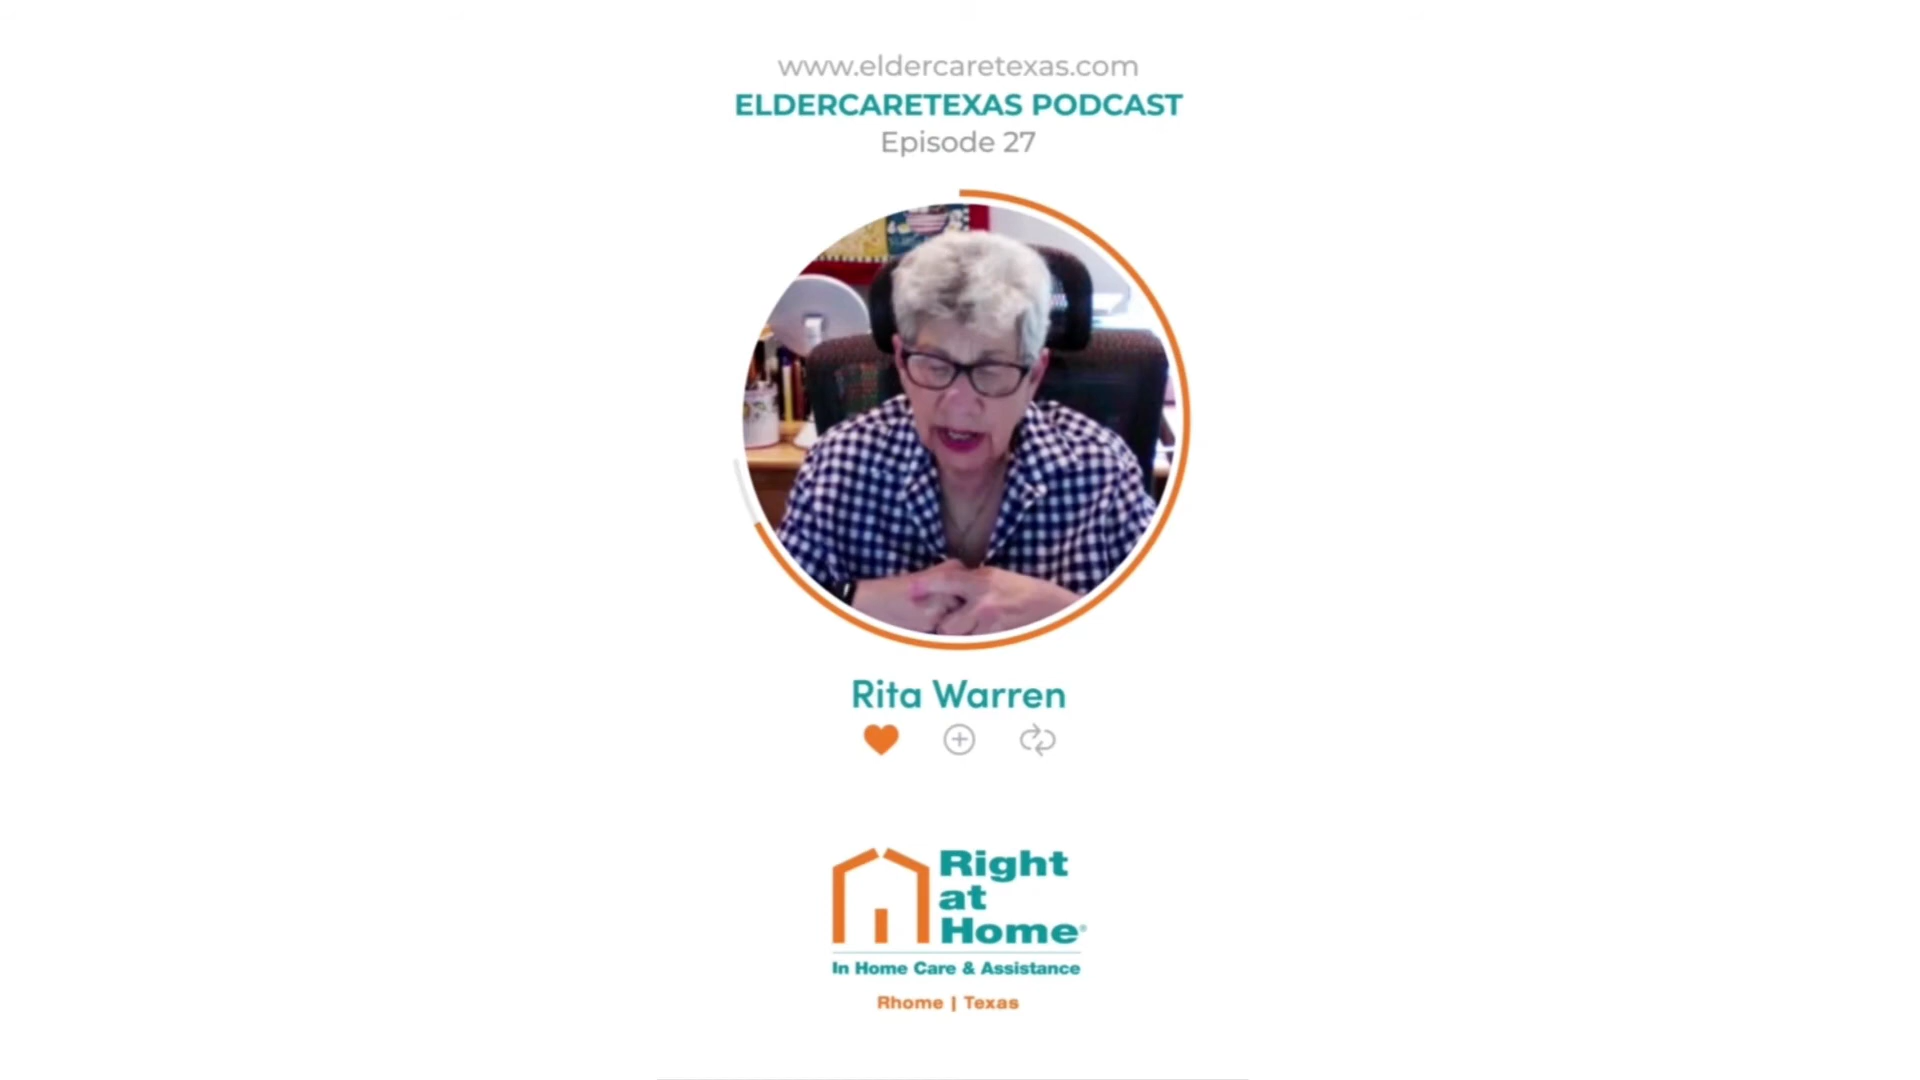 www.eldercaretexas.com
ELDERCARETEXAS PODCAST
Episode 27
Rita Warren
Right
at
Home®
In Home Care & Assistance
Rhome | Texas